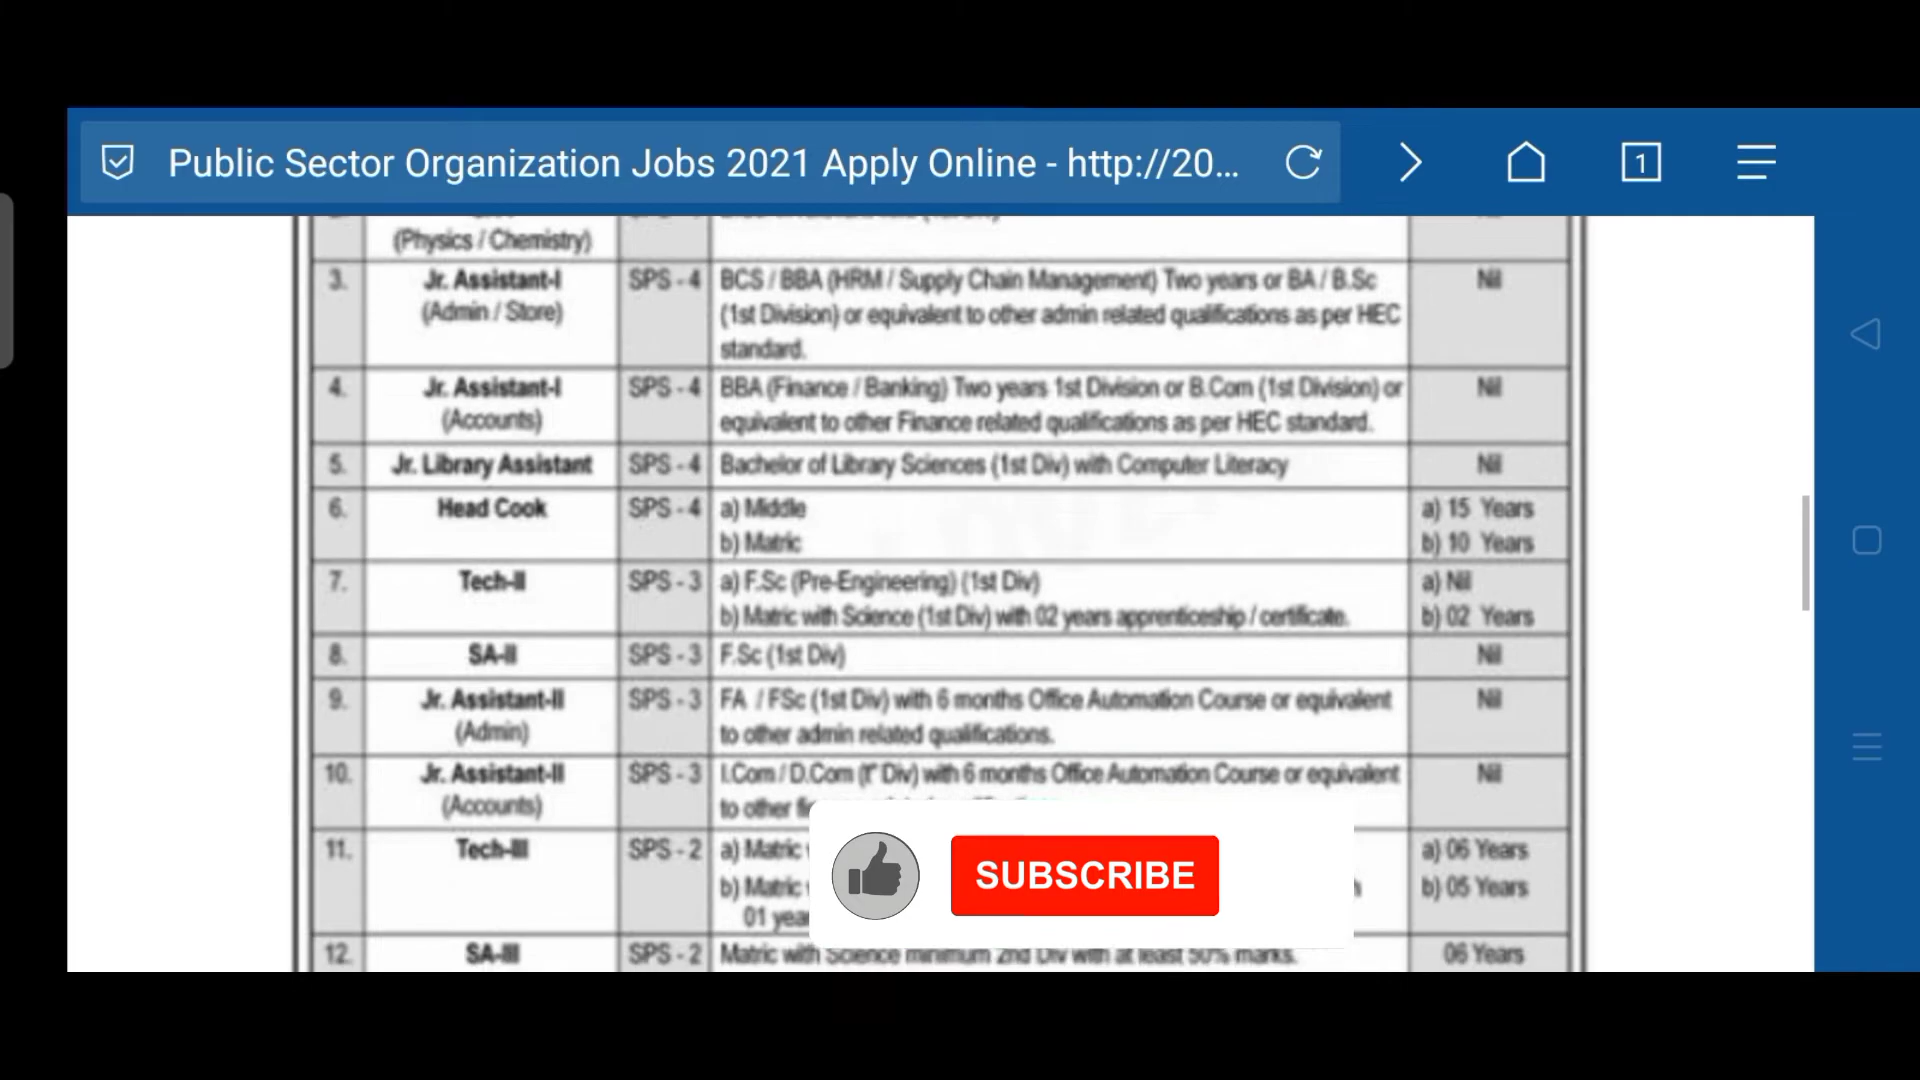 Public Sector Organization Jobs 2021 Apply Online - http://20...
1
(Physics / Chemistry)
3. Jr. Assistant-I SPS - 4 BCS / BBA (HRM / Supply Chain Management) Two years or BA / B.Sc Nil
(Admin / Store) (1st Division) or equivalent to other admin related qualifications as per HEC
standard.
4. Jr. Assistant-I SPS - 4 BBA (Finance / Banking) Two years 1st Division or B.Com (1st Division) or Nil
(Accounts) equivalent to other Finance related qualifications as per HEC standard.
5. Jr. Library Assistant SPS - 4 Bachelor of Library Sciences (1st Div) with Computer Literacy Nil
6. Head Cook SPS - 4 a) Middle a) 15 Years
b) Matric b) 10 Years
7. Tech-II SPS - 3 a) F.Sc (Pre-Engineering) (1st Div) a) Nil
b) Matric with Science (1st Div) with 02 years apprenticeship / certificate. b) 02 Years
8. SA-II SPS - 3 F.Sc (1st Div) Nil
9. Jr. Assistant-II SPS - 3 FA / FSc (1st Div) with 6 months Office Automation Course or equivalent Nil
(Admin) to other admin related qualifications.
10. Jr. Assistant-II SPS - 3 I.Com / D.Com Div) with 6 months Office Automation Course or equivalent Nil
(Accounts) to other
11. Tech-III SPS - 2 a) Matric a) 06 Years
b) Matric b) 05 Years
01
SUBSCRIBE
12. SA-III SPS - 2 Matric with Science minimum 2nd Div with at least 50% marks. 06 Years